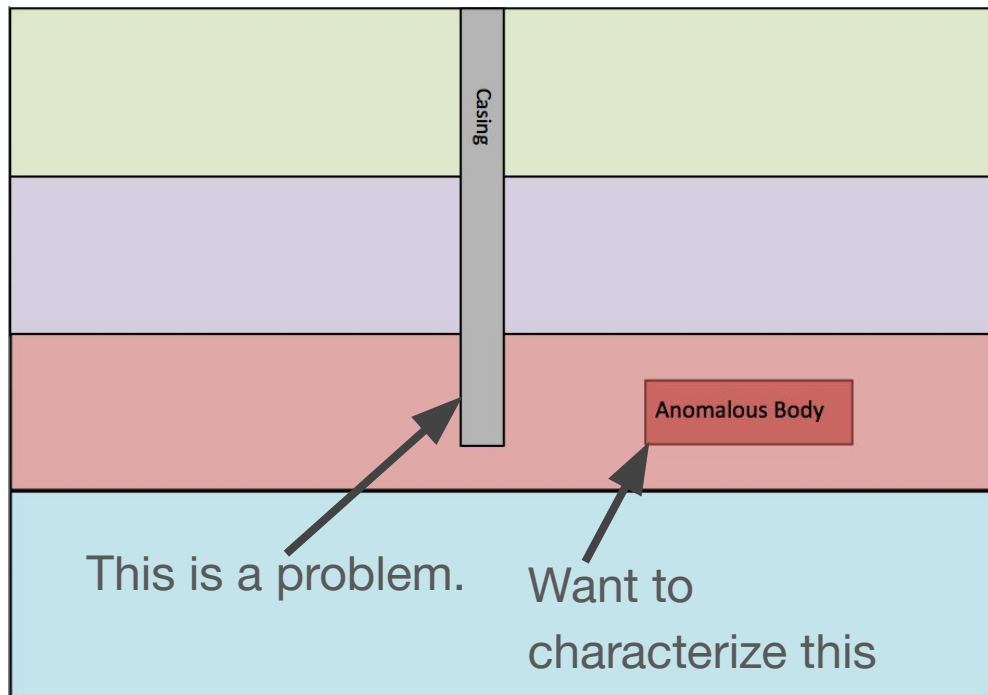 Casing
Anomalous Body
This is a problem.
Want to
characterize this